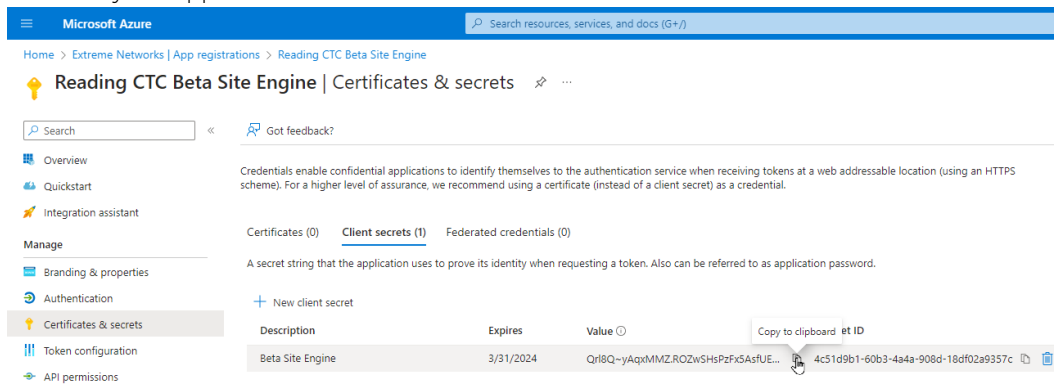 Microsoft Azure
Search resources, services, and docs (G+/)
Home > Extreme Networks | App registrations > Reading CTC Beta Site Engine
Reading CTC Beta Site Engine | Certificates & secrets
Search
Got feedback?
Overview
Quickstart
Integration assistant
Manage
Branding & properties
Authentication
Certificates & secrets
Token configuration
API permissions
Credentials enable confidential applications to identify themselves to the authentication service when receiving tokens at a web addressable location (using an HTTPS
scheme). For a higher level of assurance, we recommend using a certificate (instead of a client secret) as a credential.
Certificates (0) Client secrets (1) Federated credentials (0)
A secret string that the application uses to prove its identity when requesting a token. Also can be referred to as application password.
New client secret
Description Expires Value Copy to clipboard et ID
Beta Site Engine 3/31/2024 Qrl8Q~yAqxMMZ.ROZwSHsPzFx5AsfUE... 4c51d9b1-60b3-4a4a-908d-18df02a9357c